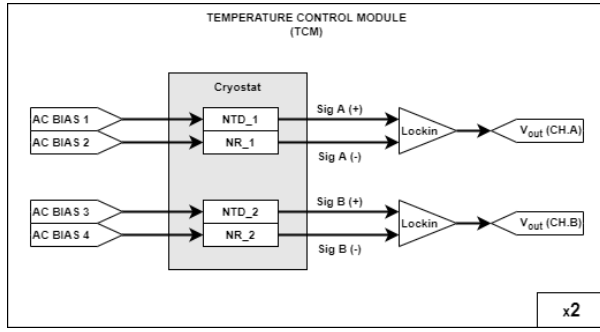 TEMPERATURE CONTROL MODULE
(TCM)
Cryostat
AC BIAS 1
NTD_1
Sig A (+)
Lockin
Vout (CH.A)
AC BIAS 2
NR_1
Sig A (-)
AC BIAS 3
NTD_2
Sig B (+)
Lockin
Vout (CH.B)
AC BIAS 4
NR_2
Sig B (-)
x2